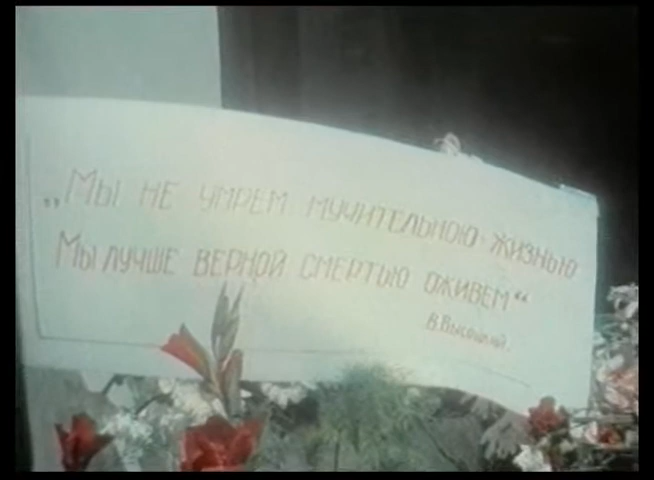 „Мы не умрем мучительною жизнью
Мы лучше верной смертью оживем“
В. Высоцкий.